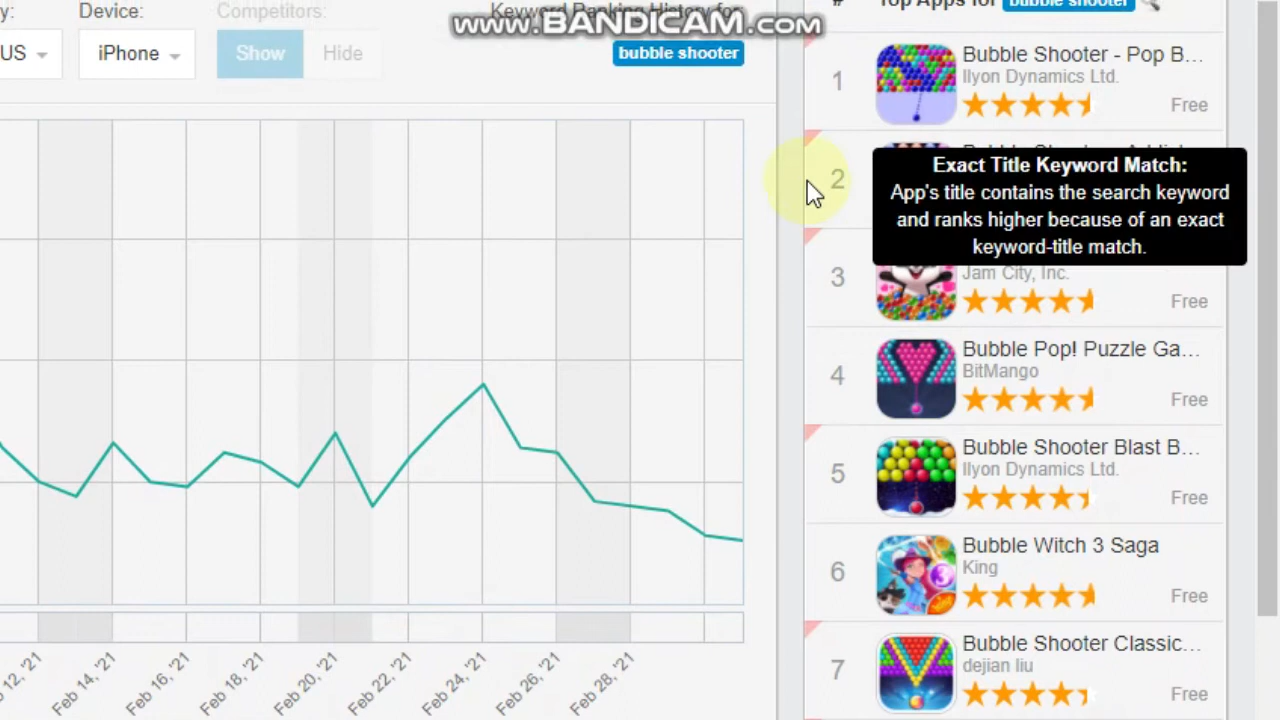 y:
Device:
Competitors:
Keyword Ranking History for
www.BANDICAM.com
US
iPhone
Show
Hide
bubble shooter
#
Top Apps for
bubble shooter
1
Bubble Shooter - Pop B...
Ilyon Dynamics Ltd.
Free
2
Exact Title Keyword Match:
App's title contains the search keyword
and ranks higher because of an exact
keyword-title match.
3
Jam City, Inc.
Free
4
Bubble Pop! Puzzle Ga...
BitMango
Free
5
Bubble Shooter Blast B...
Ilyon Dynamics Ltd.
Free
6
Bubble Witch 3 Saga
King
Free
7
Bubble Shooter Classic...
dejian liu
Free
12, '21
Feb 14, '21
Feb 16, '21
Feb 18, '21
Feb 20, '21
Feb 22, '21
Feb 24, '21
Feb 26, '21
Feb 28, '21